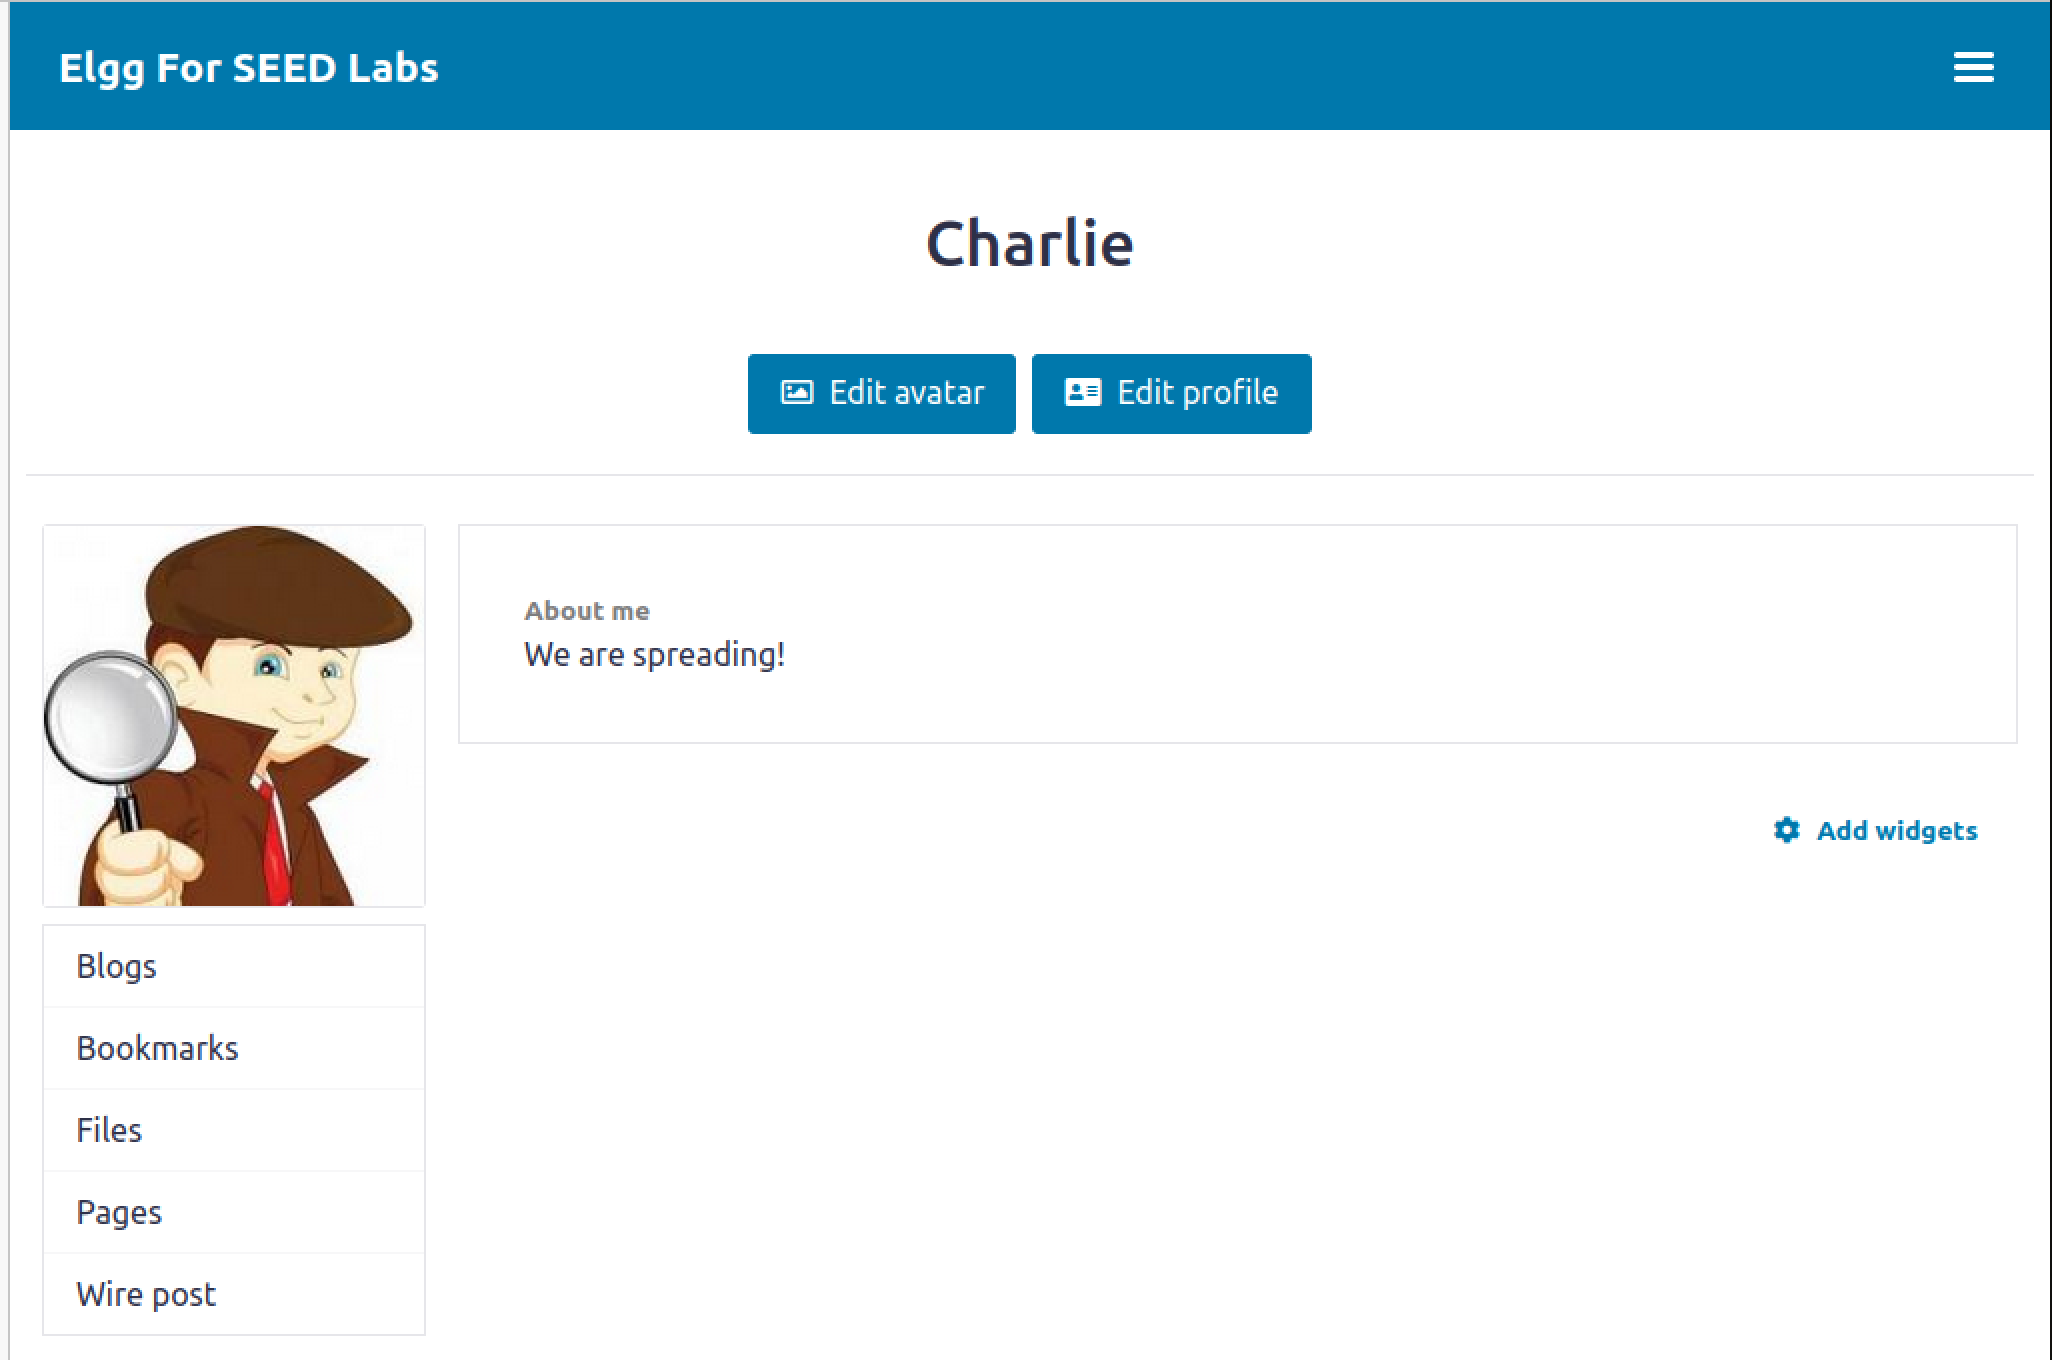 Elgg For SEED Labs
Charlie
Edit avatar
Edit profile
About me
We are spreading!
Add widgets
Blogs
Bookmarks
Files
Pages
Wire post